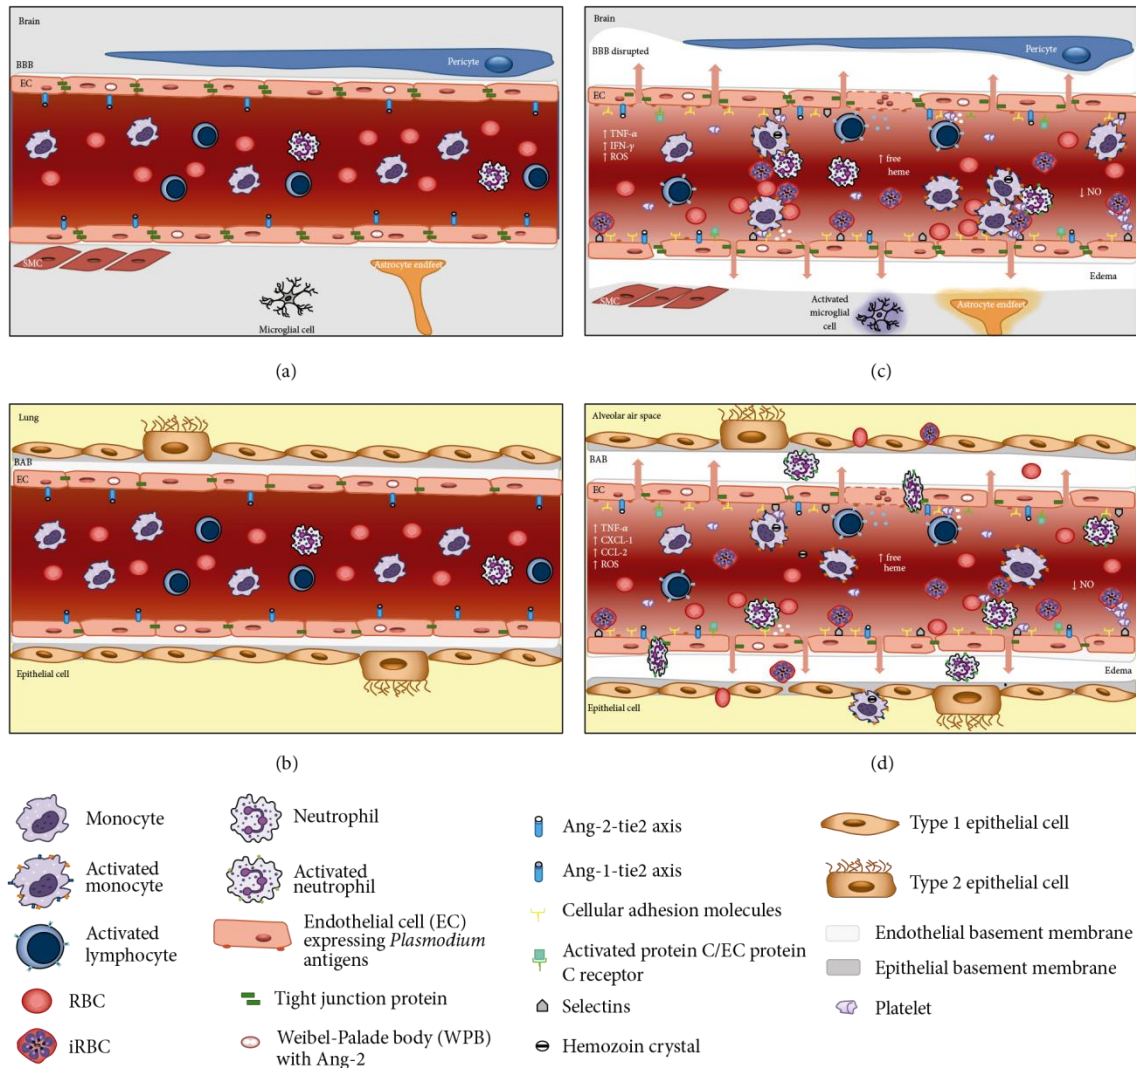 Brain
Pericyte
BBB
EC
SMC
Astrocyte endfeet
Microglial cell
(a)
Brain
BBB disrupted
Pericyte
EC
↑ TNF-α
↑ IFN-γ
↑ ROS
↑ free
heme
↓ NO
Edema
SMC
Activated
microglial
cell
Astrocyte endfeet
(c)
Lung
BAB
EC
Epithelial cell
(b)
Alveolar air space
BAB
EC
↑ TNF-α
↑ CXCL-1
↑ CCL-2
↑ ROS
↑ free
heme
↓ NO
Edema
Epithelial cell
(d)
Monocyte
Activated
monocyte
Activated
lymphocyte
RBC
iRBC
Neutrophil
Activated
neutrophil
Endothelial cell (EC)
expressing Plasmodium
antigens
Tight junction protein
Weibel-Palade body (WPB)
with Ang-2
Ang-2-tie2 axis
Ang-1-tie2 axis
Cellular adhesion molecules
Activated protein C/EC protein
C receptor
Selectins
Hemozoin crystal
Type 1 epithelial cell
Type 2 epithelial cell
Endothelial basement membrane
Epithelial basement membrane
Platelet